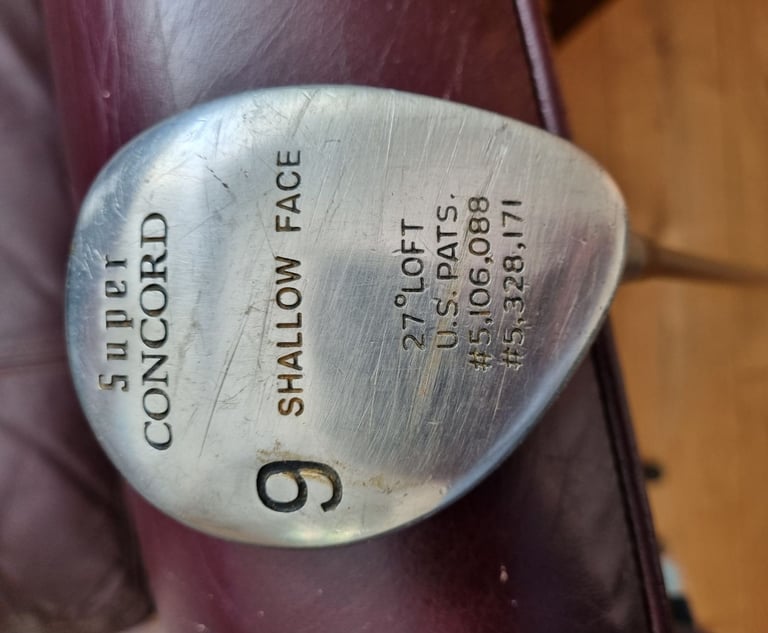 Super
CONCORD
SHALLOW FACE
9
27° LOFT
U.S. PATS.
#5,106,088
#5,328,171